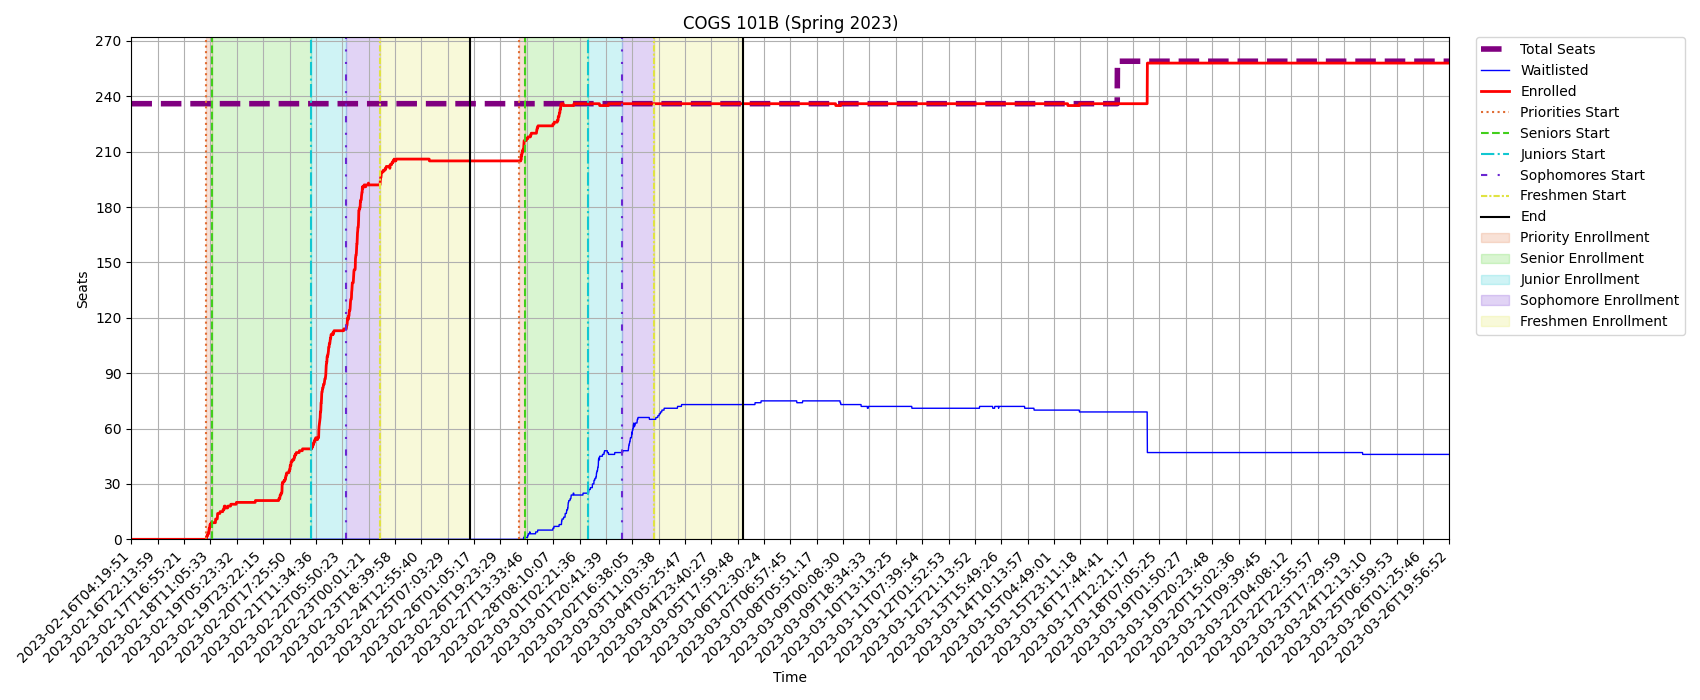 COGS 101B (Spring 2023)
270
240
210
180
150
120
90
60
30
0
Seats
2023-02-16T04:19:51
2023-02-16T22:13:59
2023-02-17T16:55:21
2023-02-18T11:05:33
2023-02-19T05:23:32
2023-02-19T23:22:15
2023-02-20T17:25:50
2023-02-21T11:34:36
2023-02-22T05:50:23
2023-02-23T00:01:21
2023-02-23T18:39:58
2023-02-24T12:55:40
2023-02-25T07:03:29
2023-02-26T01:05:17
2023-02-26T19:23:29
2023-02-27T13:33:46
2023-02-28T08:10:07
2023-03-01T02:21:36
2023-03-01T20:41:39
2023-03-02T16:38:05
2023-03-03T11:03:38
2023-03-04T05:25:47
2023-03-04T23:40:27
2023-03-05T17:59:48
2023-03-06T12:30:24
2023-03-07T06:57:45
2023-03-08T05:51:17
2023-03-09T00:08:30
2023-03-09T18:34:33
2023-03-10T13:13:25
2023-03-11T07:39:54
2023-03-12T01:52:53
2023-03-12T21:13:52
2023-03-13T15:49:26
2023-03-14T10:13:57
2023-03-15T04:49:01
2023-03-15T23:11:18
2023-03-16T17:44:41
2023-03-17T12:21:17
2023-03-18T07:05:25
2023-03-19T01:50:27
2023-03-19T20:23:48
2023-03-20T15:02:36
2023-03-21T09:39:45
2023-03-22T04:08:12
2023-03-22T22:55:57
2023-03-23T17:29:59
2023-03-24T12:13:10
2023-03-25T06:59:53
2023-03-26T01:25:46
2023-03-26T19:56:52
Time
Total Seats
Waitlisted
Enrolled
Priorities Start
Seniors Start
Juniors Start
Sophomores Start
Freshmen Start
End
Priority Enrollment
Senior Enrollment
Junior Enrollment
Sophomore Enrollment
Freshmen Enrollment